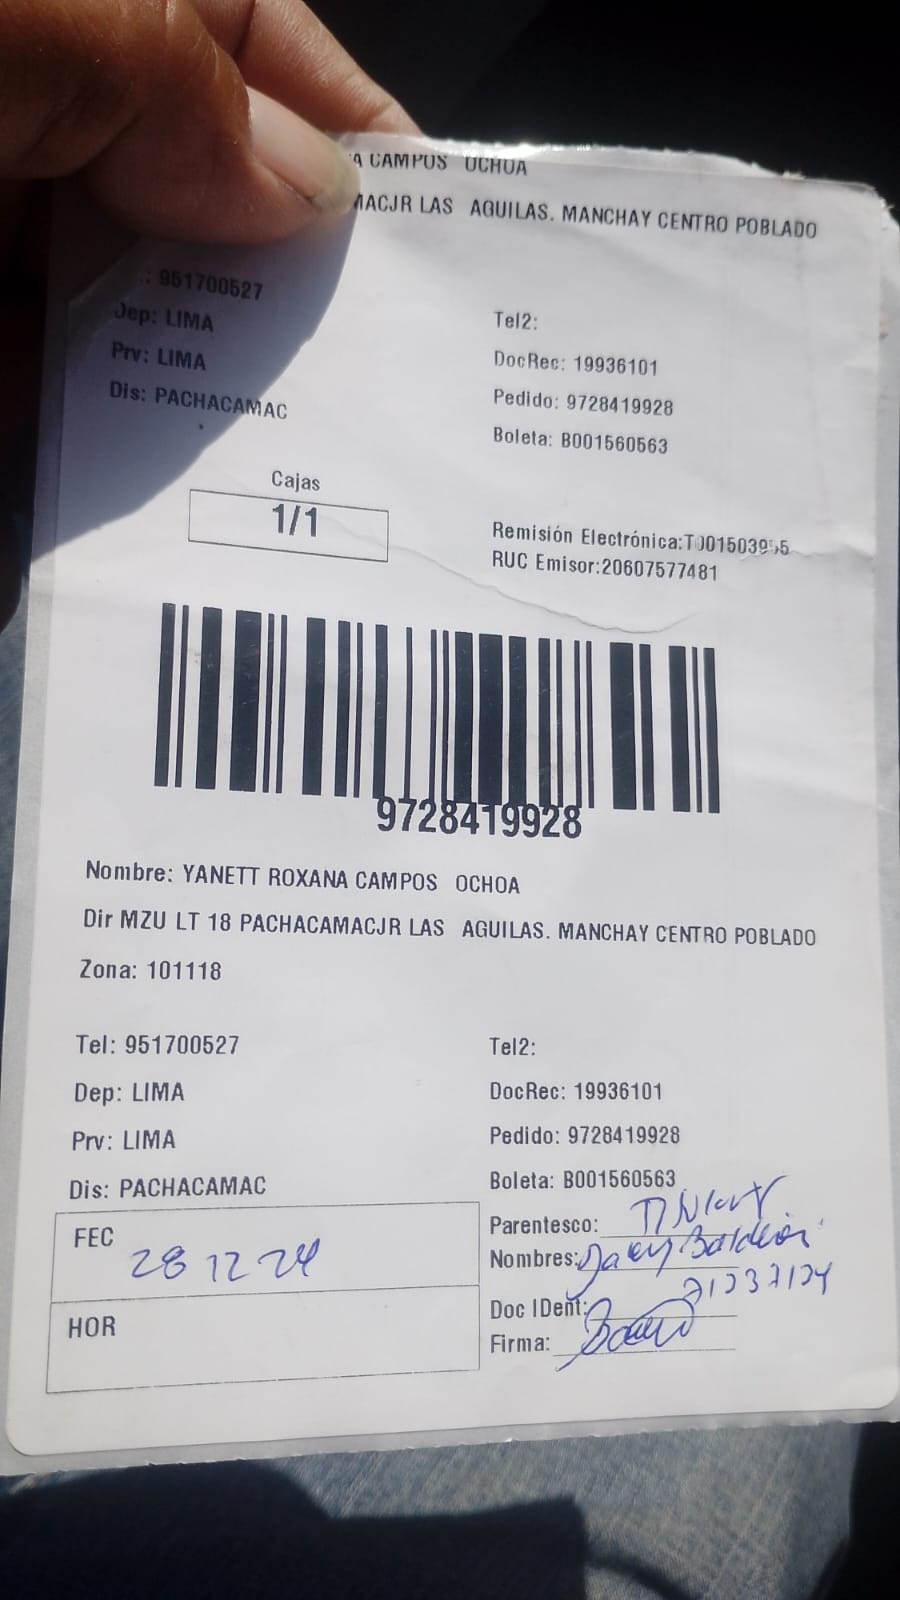 A CAMPOS OCHOA
MACJR LAS AGUILAS. MANCHAY CENTRO POBLADO
: 951700527
Dep: LIMA
Tel2:
Prv: LIMA
DocRec: 19936101
Dis: PACHACAMAC
Pedido: 9728419928
Boleta: B001560563
Cajas
1/1
Remisión Electrónica:
RUC Emisor:20607577481
9728419928
Nombre: YANETT ROXANA CAMPOS OCHOA
Dir MZU LT 18 PACHACAMACJR LAS AGUILAS. MANCHAY CENTRO POBLADO
Zona: 101118
Tel: 951700527
Tel2:
Dep: LIMA
DocRec: 19936101
Prv: LIMA
Pedido: 9728419928
Dis: PACHACAMAC
Boleta: B001560563
FEC 28 12 24
Parentesco:
Nombres:
HOR
Doc IDent:
Firma: